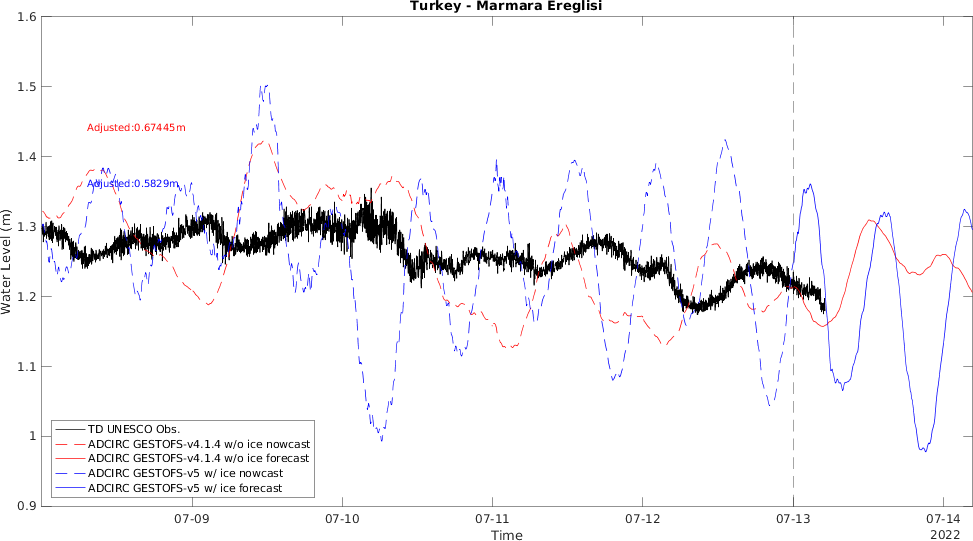 Turkey - Marmara Ereglisi
1.6
1.5
1.4
1.3
1.2
1.1
1
0.9
Water Level (m)
Adjusted:0.67445m
Adjusted:0.5829m
TD UNESCO Obs.
ADCIRC GESTOFS-v4.1.4 w/o ice nowcast
ADCIRC GESTOFS-v4.1.4 w/o ice forecast
ADCIRC GESTOFS-v5 w/ ice nowcast
ADCIRC GESTOFS-v5 w/ ice forecast
07-09 07-10 07-11 07-12 07-13 07-14
Time
2022